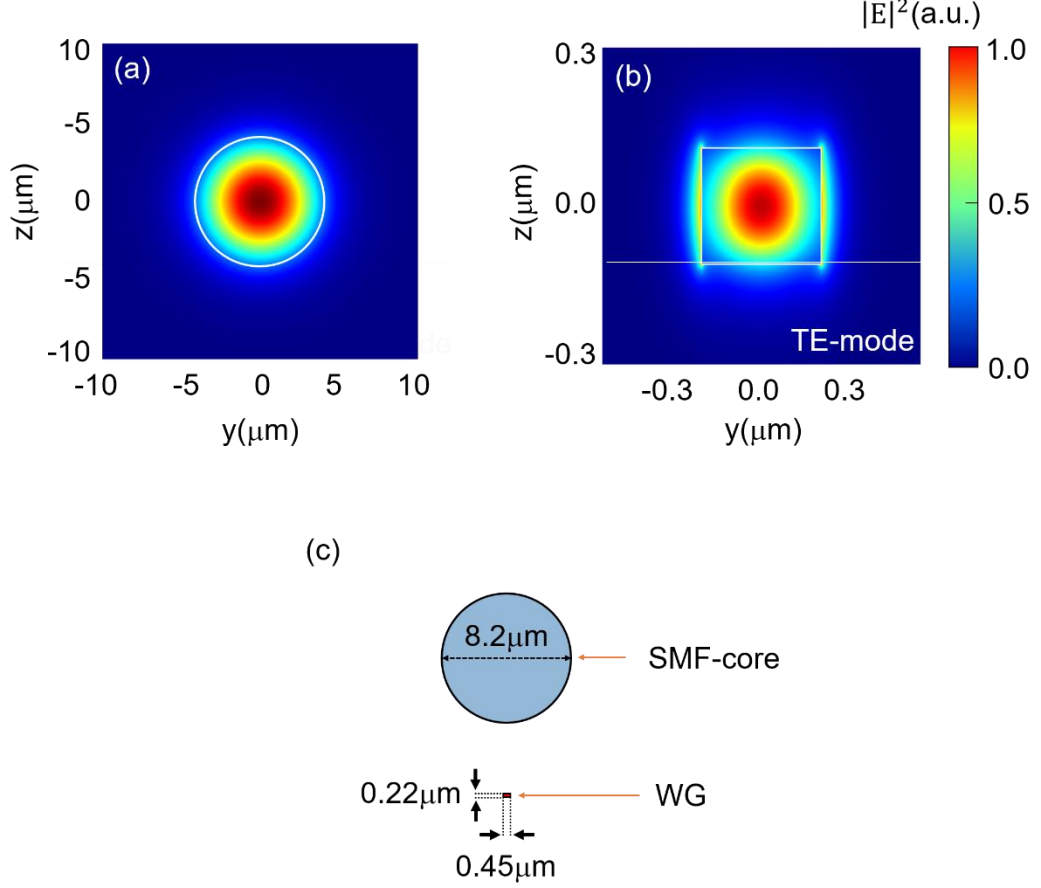 |E|²(a.u.)
(a)
10
-5
0
-5
-10
z(μm)
-10 -5 0 5 10
y(μm)
(b)
0.3
0.0
-0.3
z(μm)
TE-mode
-0.3 0.0 0.3
y(μm)
1.0
0.5
0.0
(c)
8.2μm
SMF-core
0.22μm
WG
0.45μm